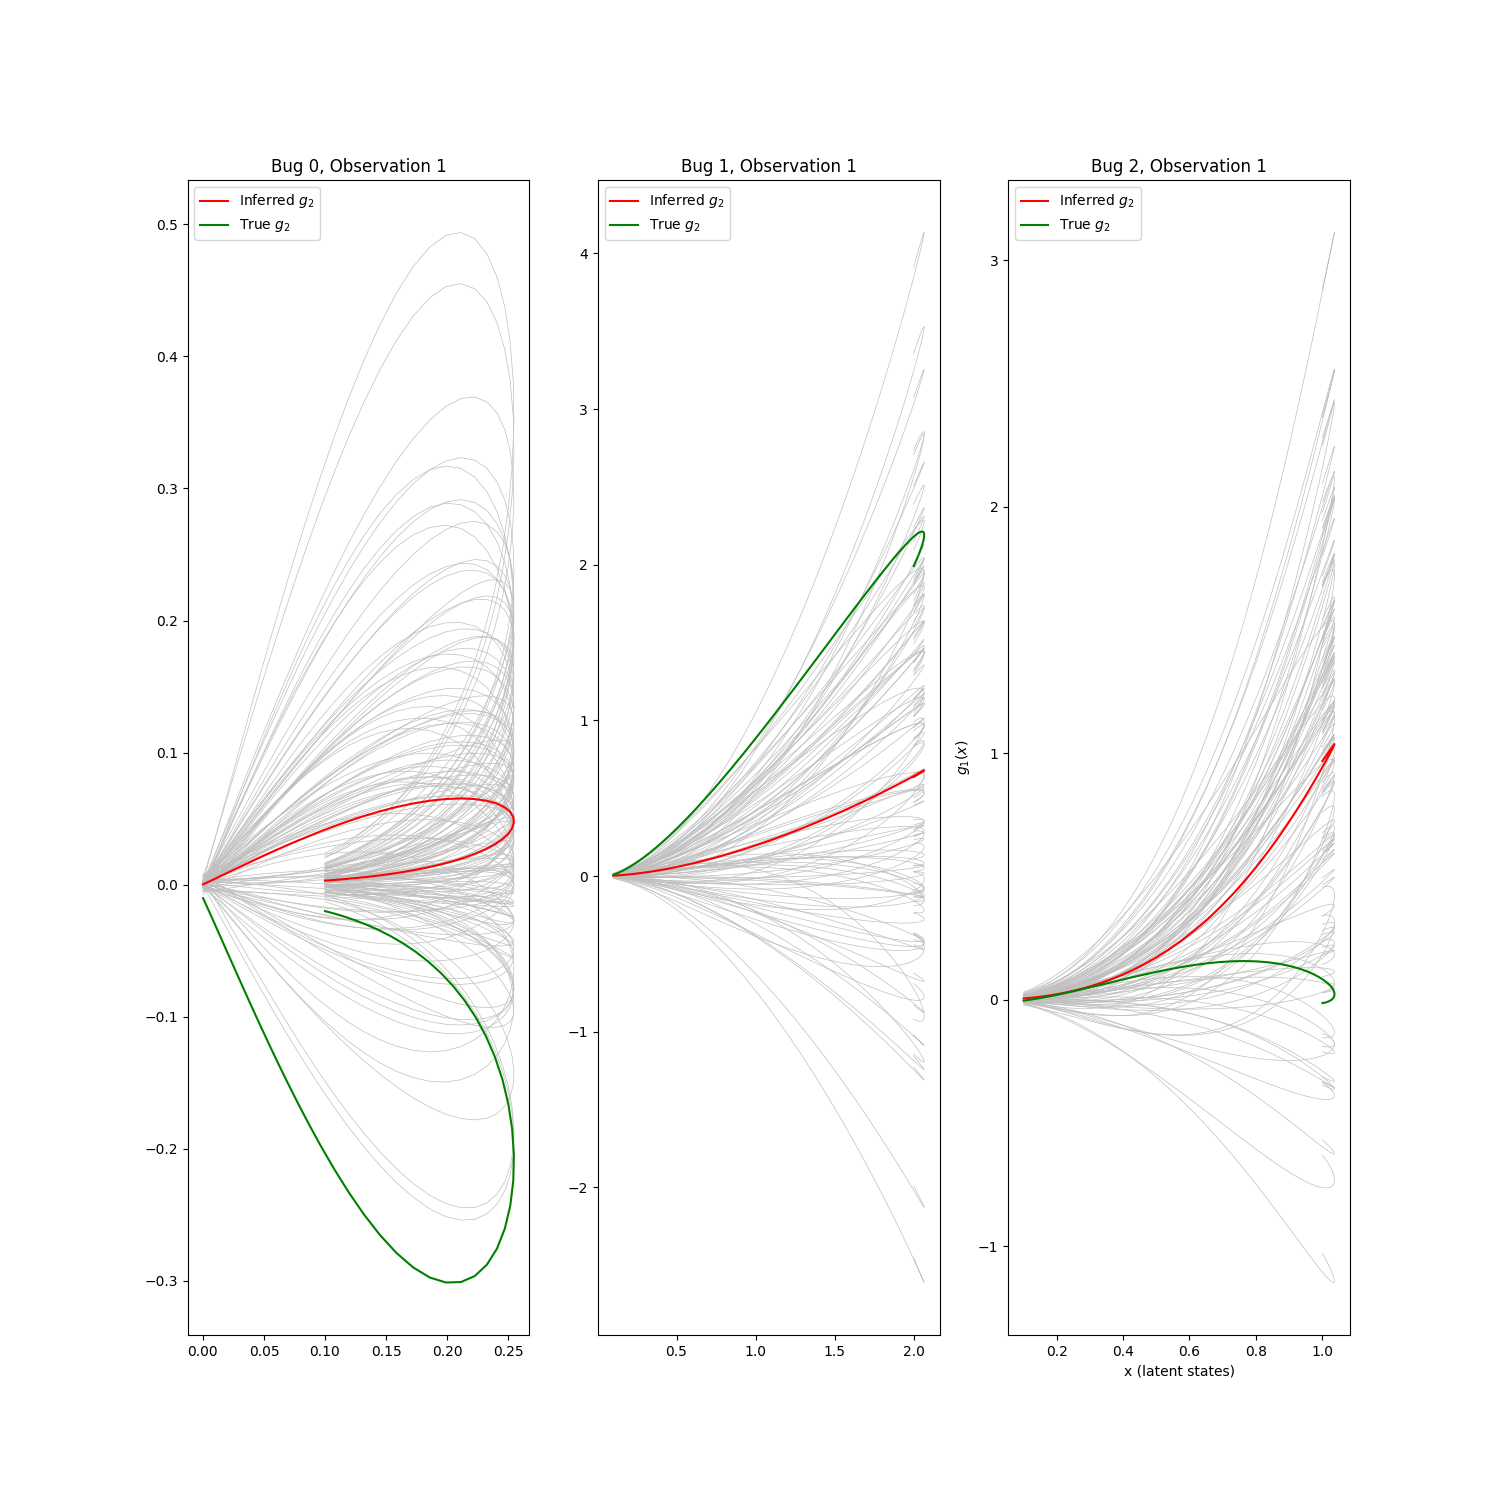 Bug 0, Observation 1
Inferred g₂
True g₂
0.5
0.4
0.3
0.2
0.1
0.0
−0.1
−0.2
−0.3
0.00 0.05 0.10 0.15 0.20 0.25
Bug 1, Observation 1
Inferred g₂
True g₂
4
3
2
1
0
−1
−2
0.5 1.0 1.5 2.0
Bug 2, Observation 1
Inferred g₂
True g₂
g₁(x)
3
2
1
0
−1
0.2 0.4 0.6 0.8 1.0
x (latent states)